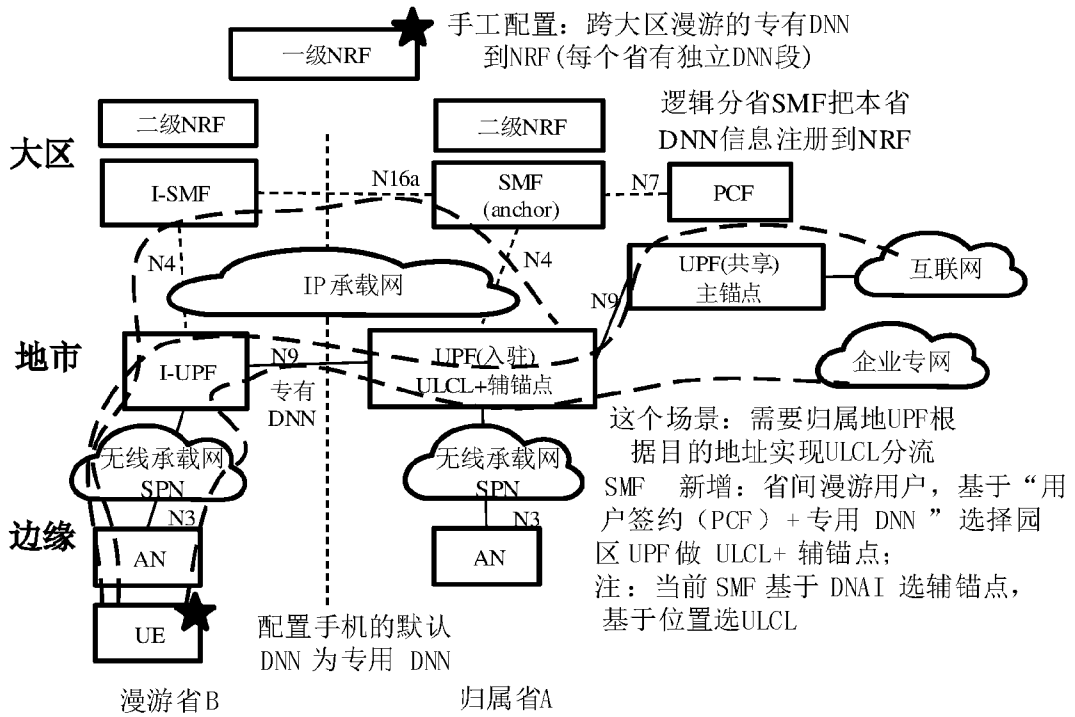 手工配置：跨大区漫游的专有DNN
到NRF(每个省有独立DNN段)
一级NRF
二级NRF
二级NRF
逻辑分省SMF把本省
DNN信息注册到NRF
大区
I-SMF
N16a
SMF
(anchor)
N7
PCF
N4
N4
IP承载网
UPF(共享)
主锚点
互联网
N9
地市
I-UPF
N9
专有
DNN
UPF(入驻)
ULCL+辅锚点
企业专网
这个场景：需要归属地UPF根
据目的地址实现ULCL分流
无线承载网
SPN
无线承载网
SPN
SMF 新增：省间漫游用户，基于“用
户签约（PCF）+专用 DNN ”选择园
区 UPF做 ULCL+ 辅锚点；
注：当前 SMF 基于 DNAI 选辅锚点，
基于位置选ULCL
边缘
N3
AN
N3
AN
UE
配置手机的默认
DNN 为专用 DNN
漫游省B
归属省A